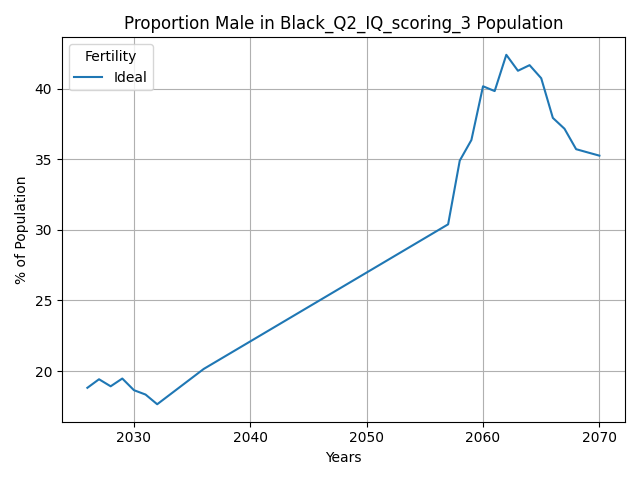 Proportion Male in Black_Q2_IQ_scoring_3 Population
Fertility
Ideal
% of Population
40
35
30
25
20
2030 2040 2050 2060 2070
Years